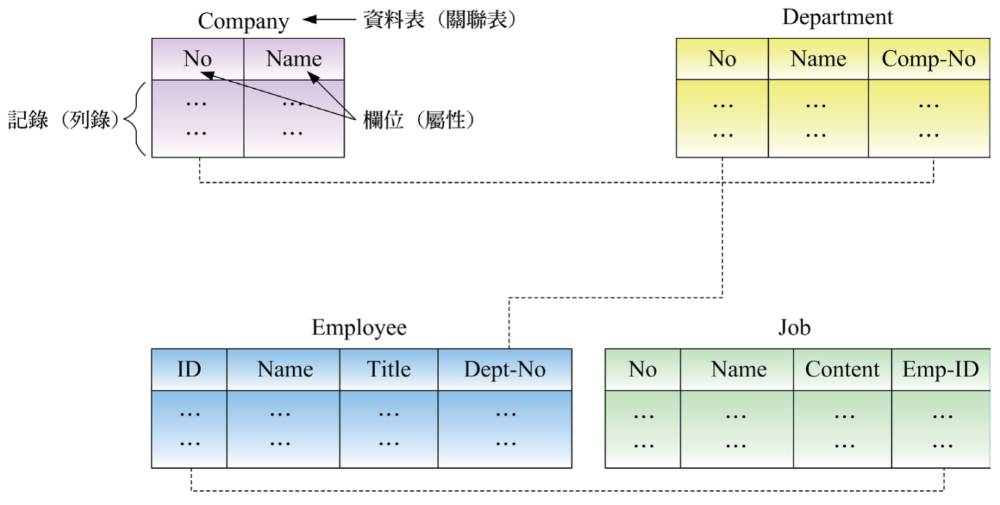 Company
資料表（關聯表）
Department
No Name
No Name Comp-No
... ...
... ... ...
記錄（列錄）
欄位（屬性）
... ...
... ... ...
Employee
Job
ID Name Title Dept-No
No Name Content Emp-ID
... ... ... ...
... ... ... ...
... ... ... ...
... ... ... ...